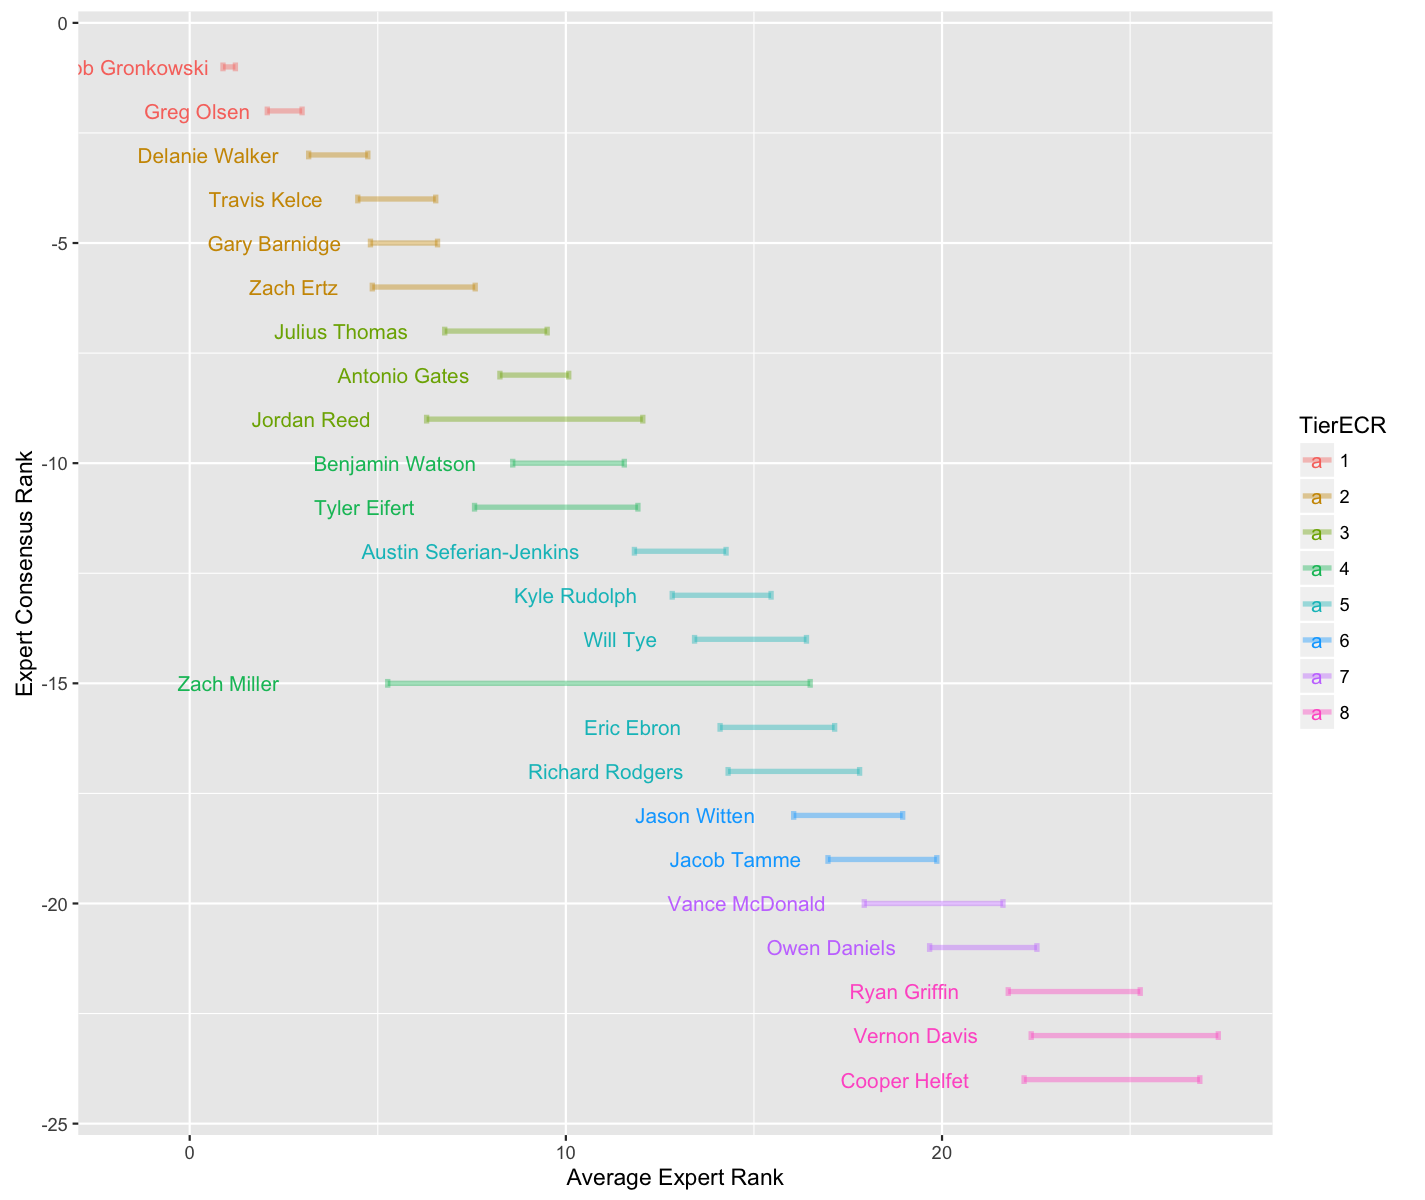 0
ob Gronkowski
Greg Olsen
Delanie Walker
Travis Kelce
-5
Gary Barnidge
Zach Ertz
Julius Thomas
Antonio Gates
Jordan Reed
-10
Benjamin Watson
Tyler Eifert
Austin Seferian-Jenkins
Kyle Rudolph
Will Tye
-15
Zach Miller
Eric Ebron
Richard Rodgers
Jason Witten
Jacob Tamme
-20
Vance McDonald
Owen Daniels
Ryan Griffin
Vernon Davis
Cooper Helfet
-25
0
10
20
Average Expert Rank
Expert Consensus Rank
TierECR
a 1
a 2
a 3
a 4
a 5
a 6
a 7
a 8